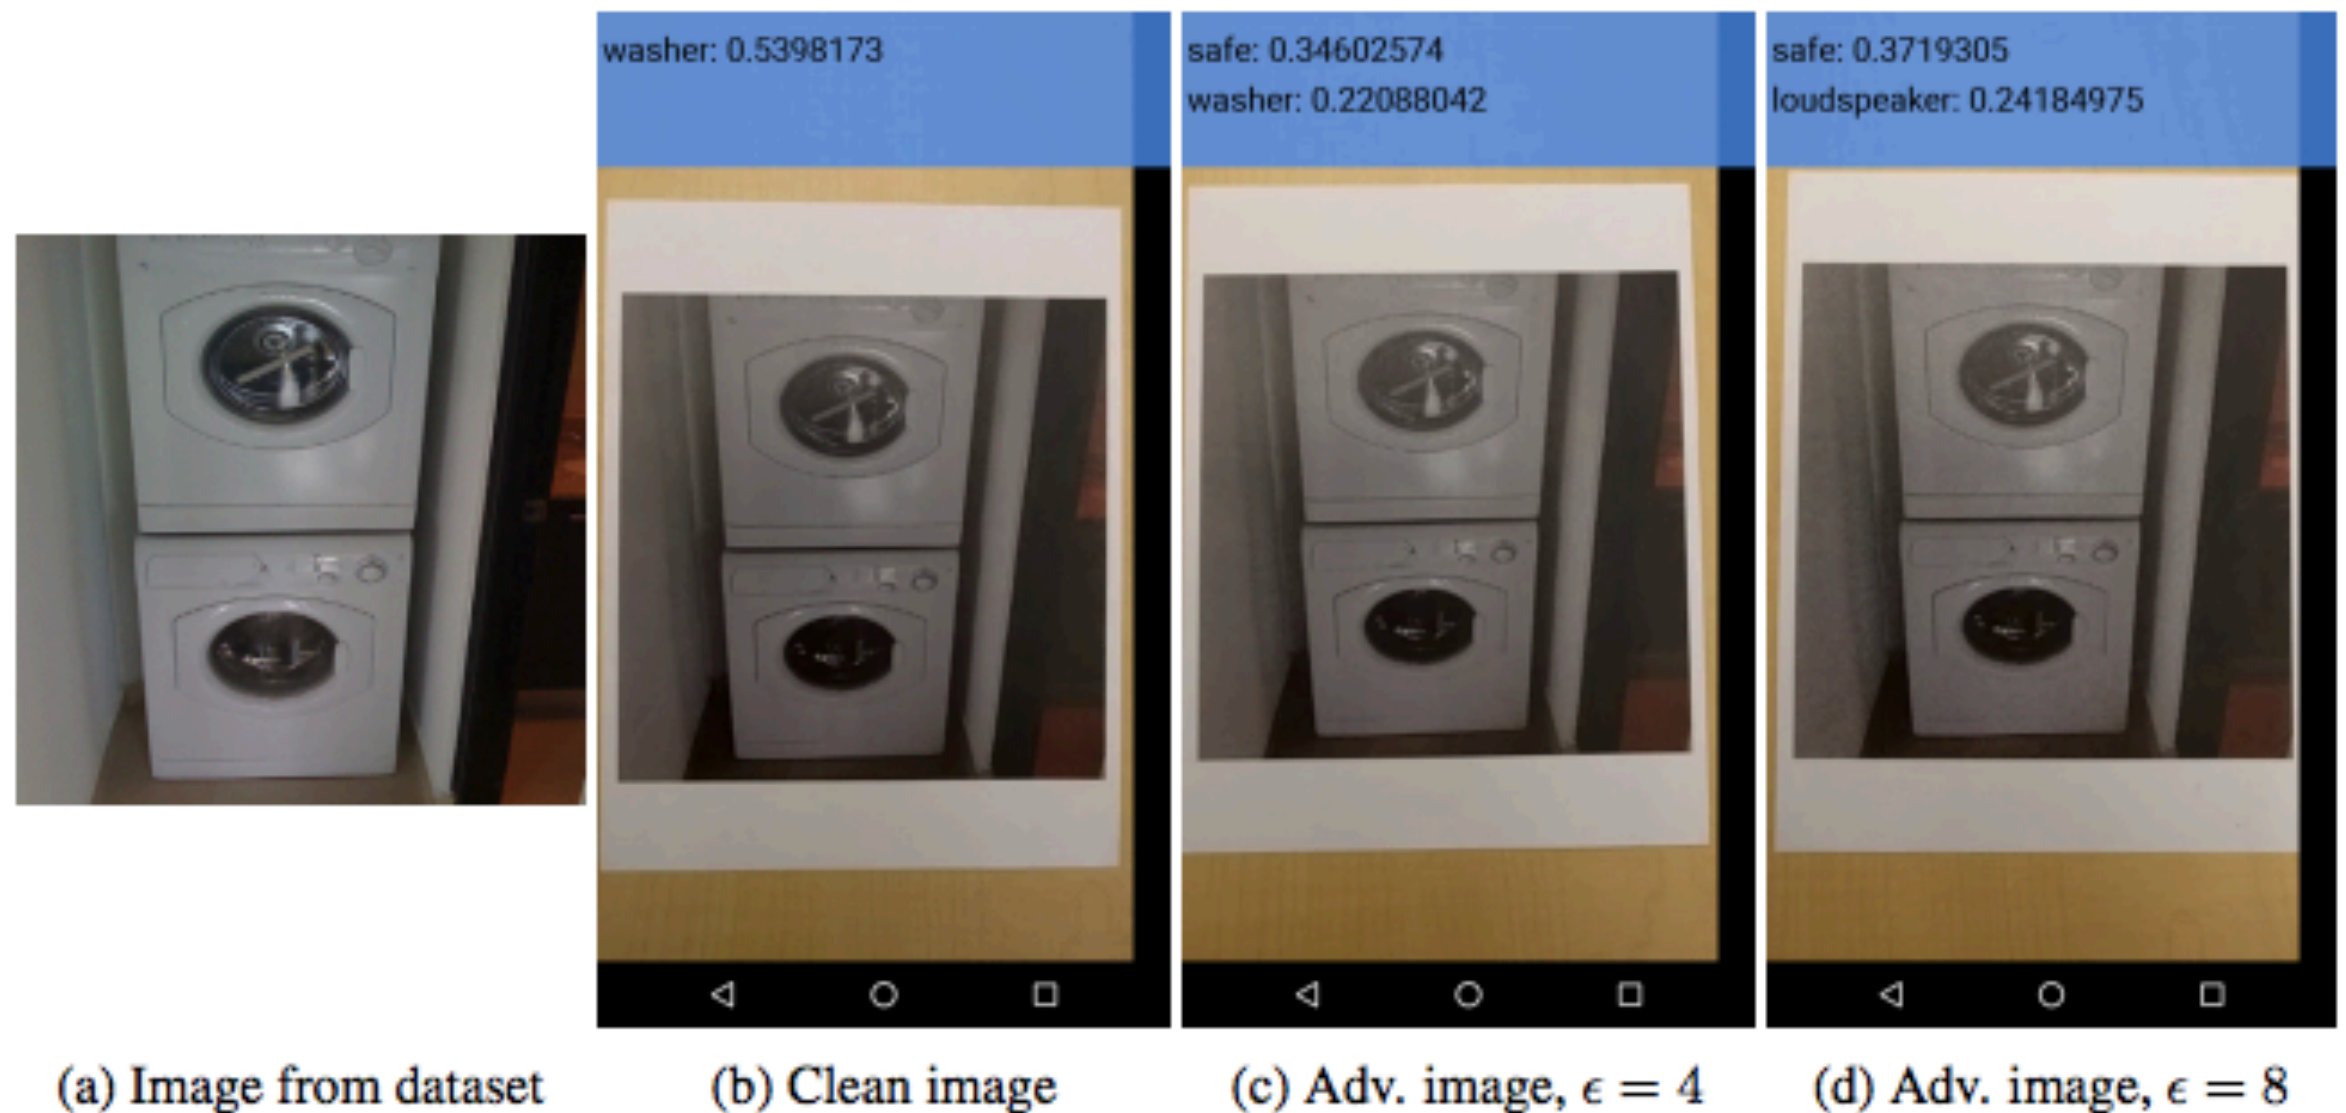 washer: 0.5398173
safe: 0.34602574
washer: 0.22088042
safe: 0.3719305
loudspeaker: 0.24184975
(a) Image from dataset
(b) Clean image
(c) Adv. image, ϵ = 4
(d) Adv. image, ϵ = 8